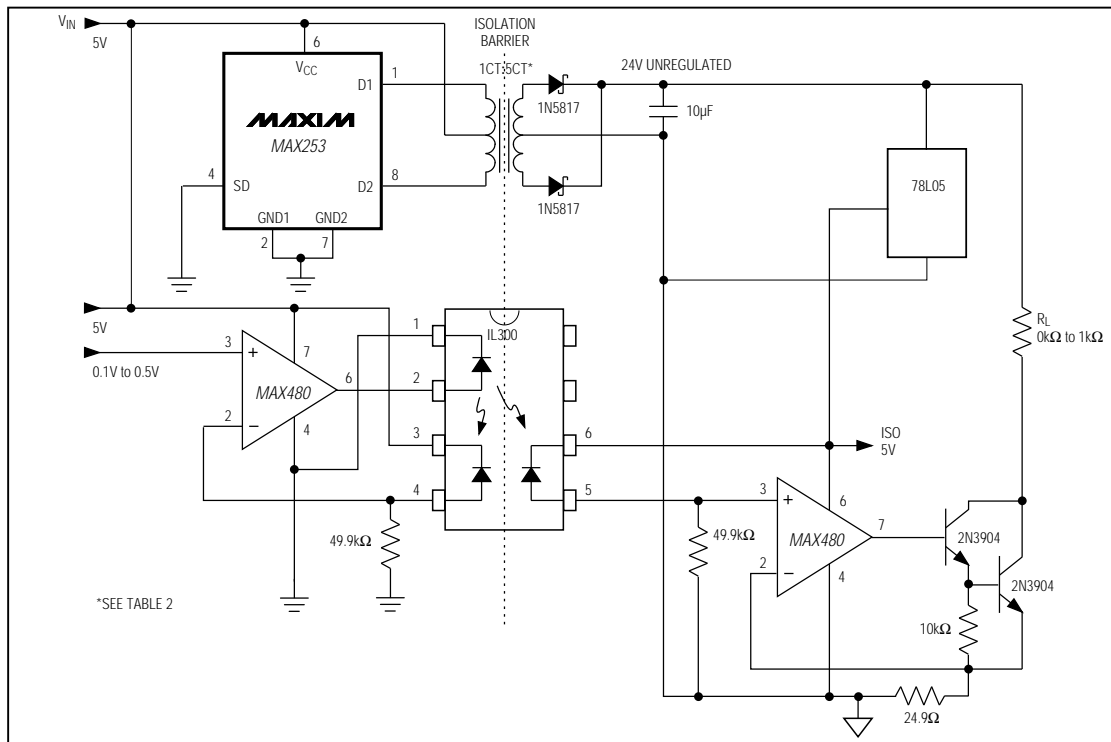 VIN
5V
6
VCC
D1
1
MAXIM
MAX253
4
SD
D2
8
GND1
GND2
2
7
ISOLATION
BARRIER
1CT:5CT*
1N5817
1N5817
24V UNREGULATED
10µF
78L05
RL
0kΩ to 1kΩ
5V
0.1V to 0.5V
3
+
7
MAX480
6
2
−
4
49.9kΩ
1
IL300
2
3
4
6
5
ISO
5V
49.9kΩ
3
+
6
MAX480
7
2
−
4
2N3904
2N3904
10kΩ
24.9Ω
*SEE TABLE 2